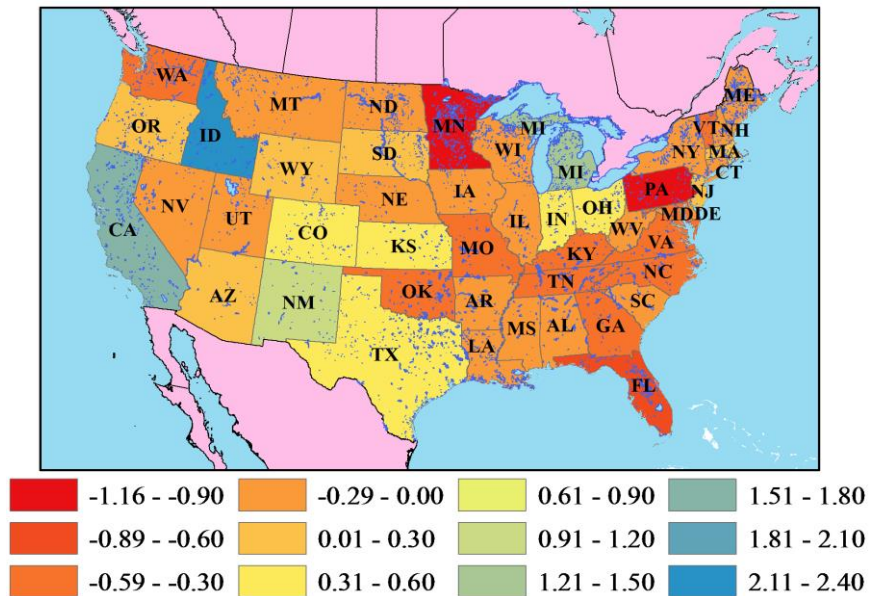 WA
MT
ND
MN
ME
OR
ID
SD
WI
MI
VT
NH
NY
MA
WY
MI
CT
NE
IA
PA
NJ
NV
UT
CO
IL
IN
OH
MD
DE
WV
CA
KS
MO
KY
VA
TN
NC
AZ
NM
OK
AR
SC
MS
AL
GA
TX
LA
FL
-1.16 - -0.90
-0.29 - 0.00
0.61 - 0.90
1.51 - 1.80
-0.89 - -0.60
0.01 - 0.30
0.91 - 1.20
1.81 - 2.10
-0.59 - -0.30
0.31 - 0.60
1.21 - 1.50
2.11 - 2.40